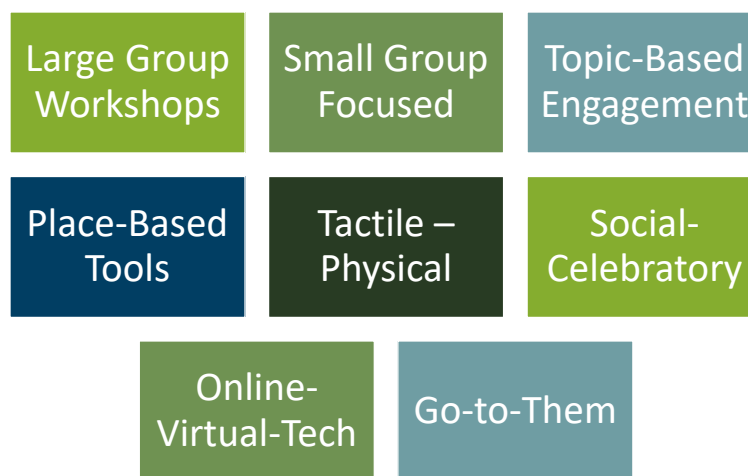 Large Group
Workshops
Small Group
Focused
Topic-Based
Engagement
Place-Based
Tools
Tactile –
Physical
Social-
Celebratory
Online-
Virtual-Tech
Go-to-Them